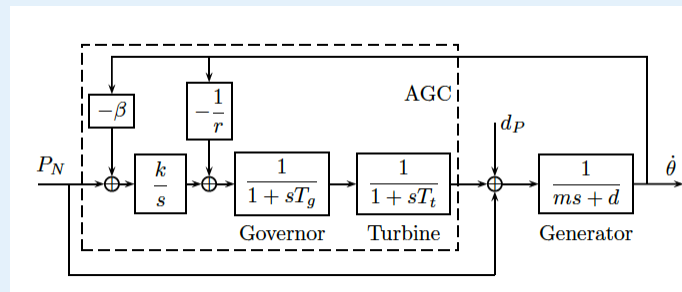 AGC
−β
−1/r
d_P
P_N
k/s
1/(1 + sT_g)
1/(1 + sT_t)
1/(ms + d)
θ̇
Governor
Turbine
Generator